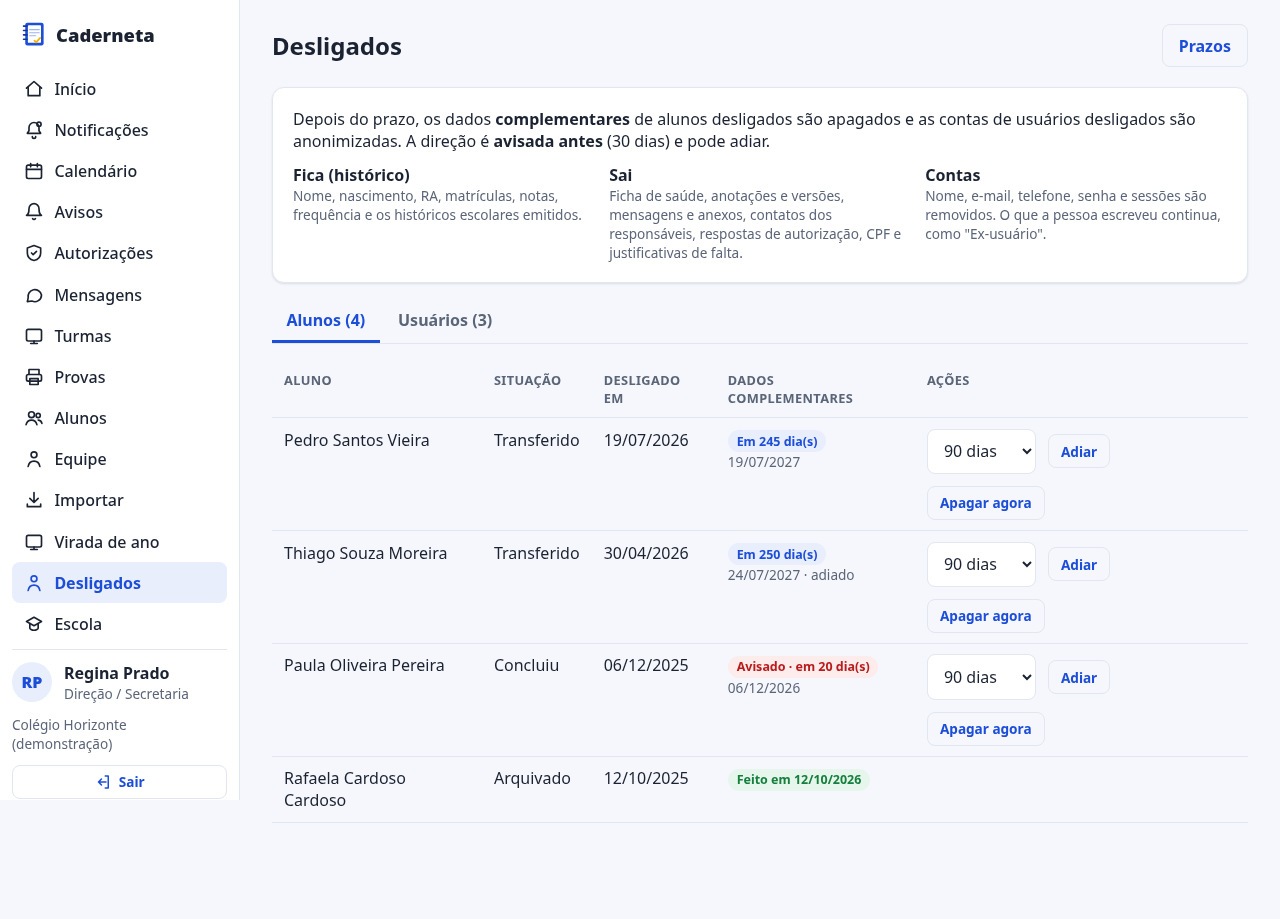 Caderneta
Início
Notificações
Calendário
Avisos
Autorizações
Mensagens
Turmas
Provas
Alunos
Equipe
Importar
Virada de ano
Desligados
Escola
RP
Regina Prado
Direção / Secretaria
Colégio Horizonte
(demonstração)
Sair
Desligados
Prazos
Depois do prazo, os dados complementares de alunos desligados são apagados e as contas de usuários desligados são
anonimizadas. A direção é avisada antes (30 dias) e pode adiar.
Fica (histórico)
Nome, nascimento, RA, matrículas, notas,
frequência e os históricos escolares emitidos.
Sai
Ficha de saúde, anotações e versões,
mensagens e anexos, contatos dos
responsáveis, respostas de autorização, CPF e
justificativas de falta.
Contas
Nome, e-mail, telefone, senha e sessões são
removidos. O que a pessoa escreveu continua,
como "Ex-usuário".
Alunos (4)
Usuários (3)
ALUNO
SITUAÇÃO
DESLIGADO
EM
DADOS
COMPLEMENTARES
AÇÕES
Pedro Santos Vieira
Transferido
19/07/2026
Em 245 dia(s)
19/07/2027
90 dias
Adiar
Apagar agora
Thiago Souza Moreira
Transferido
30/04/2026
Em 250 dia(s)
24/07/2027 · adiado
90 dias
Adiar
Apagar agora
Paula Oliveira Pereira
Concluiu
06/12/2025
Avisado · em 20 dia(s)
06/12/2026
90 dias
Adiar
Apagar agora
Rafaela Cardoso
Cardoso
Arquivado
12/10/2025
Feito em 12/10/2026